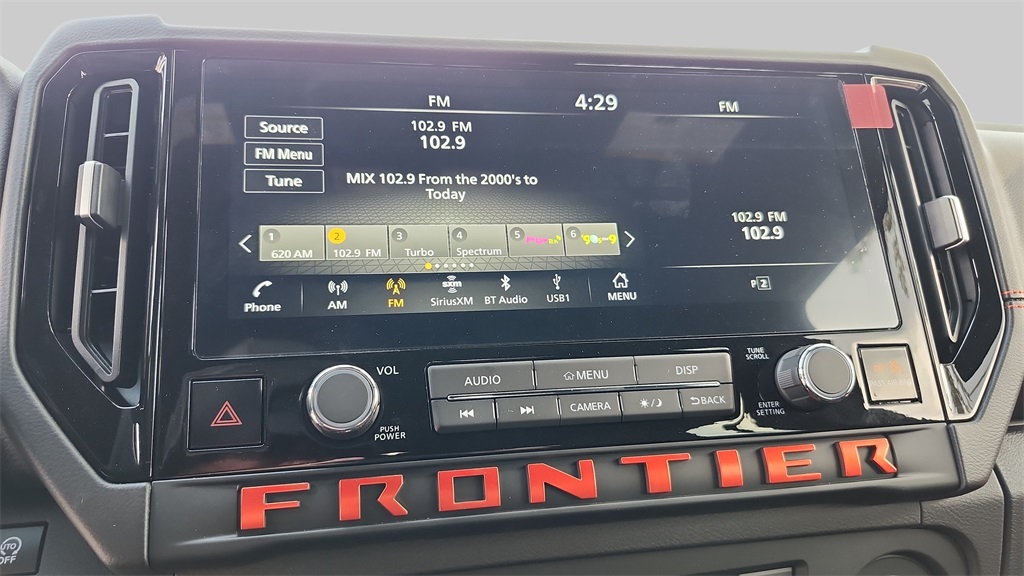 FM 4:29 FM
Source
FM Menu
Tune
102.9 FM
102.9
MIX 102.9 From the 2000's to
Today
102.9 FM
102.9
1 2 3 4 5 6
620 AM 102.9 FM Turbo Spectrum
P2
Phone AM FM SiriusXM BT Audio USB1 MENU
sxm
VOL
PUSH
POWER
AUDIO MENU DISP
CAMERA BACK
TUNE
SCROLL
ENTER
SETTING
FRONTIER
OFF